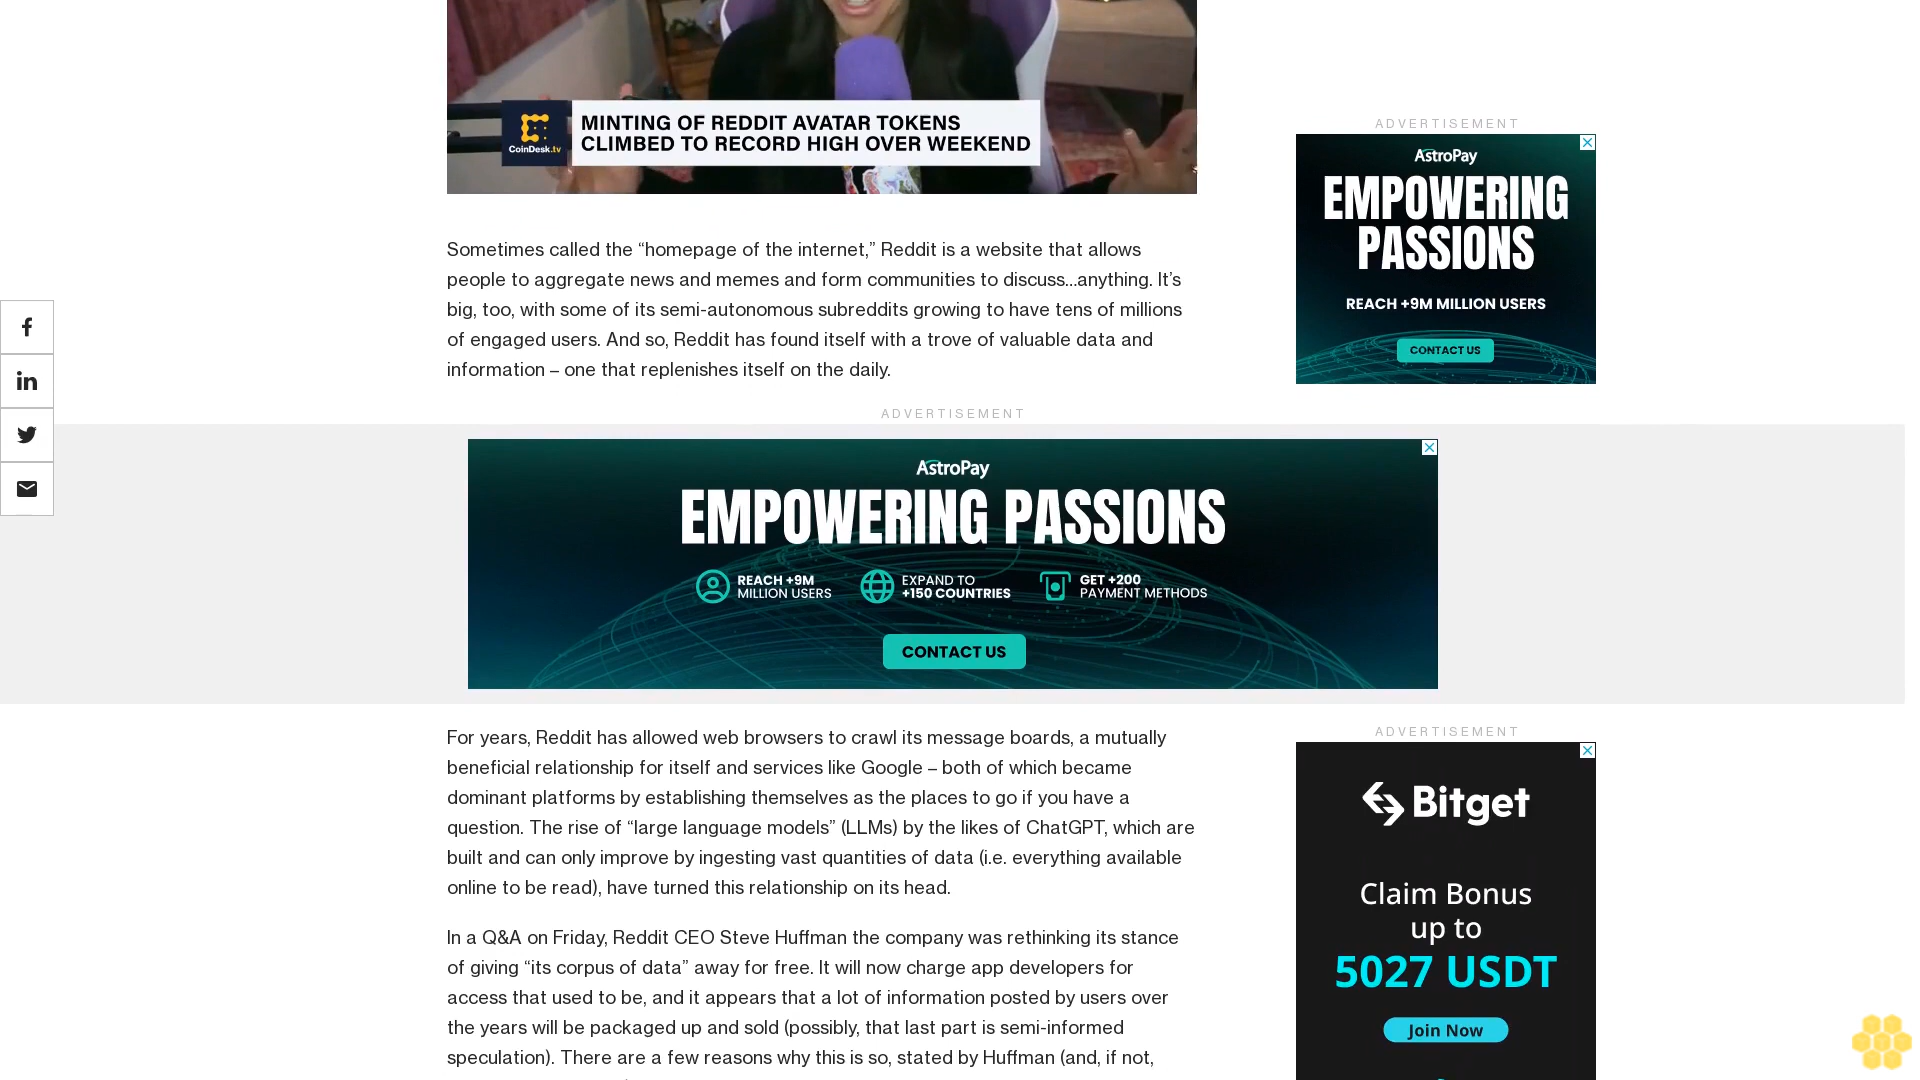 CoinDesk.tv
MINTING OF REDDIT AVATAR TOKENS
CLIMBED TO RECORD HIGH OVER WEEKEND
Sometimes called the “homepage of the internet,” Reddit is a website that allows
people to aggregate news and memes and form communities to discuss...anything. It’s
big, too, with some of its semi-autonomous subreddits growing to have tens of millions
of engaged users. And so, Reddit has found itself with a trove of valuable data and
information – one that replenishes itself on the daily.
ADVERTISEMENT
AstroPay
EMPOWERING
PASSIONS
REACH +9M MILLION USERS
CONTACT US
ADVERTISEMENT
AstroPay
EMPOWERING PASSIONS
REACH +9M
MILLION USERS
EXPAND TO
+150 COUNTRIES
GET +200
PAYMENT METHODS
CONTACT US
For years, Reddit has allowed web browsers to crawl its message boards, a mutually
beneficial relationship for itself and services like Google – both of which became
dominant platforms by establishing themselves as the places to go if you have a
question. The rise of “large language models” (LLMs) by the likes of ChatGPT, which are
built and can only improve by ingesting vast quantities of data (i.e. everything available
online to be read), have turned this relationship on its head.
In a Q&A on Friday, Reddit CEO Steve Huffman the company was rethinking its stance
of giving “its corpus of data” away for free. It will now charge app developers for
access that used to be, and it appears that a lot of information posted by users over
the years will be packaged up and sold (possibly, that last part is semi-informed
speculation). There are a few reasons why this is so, stated by Huffman (and, if not,
ADVERTISEMENT
Bitget
Claim Bonus
up to
5027 USDT
Join Now